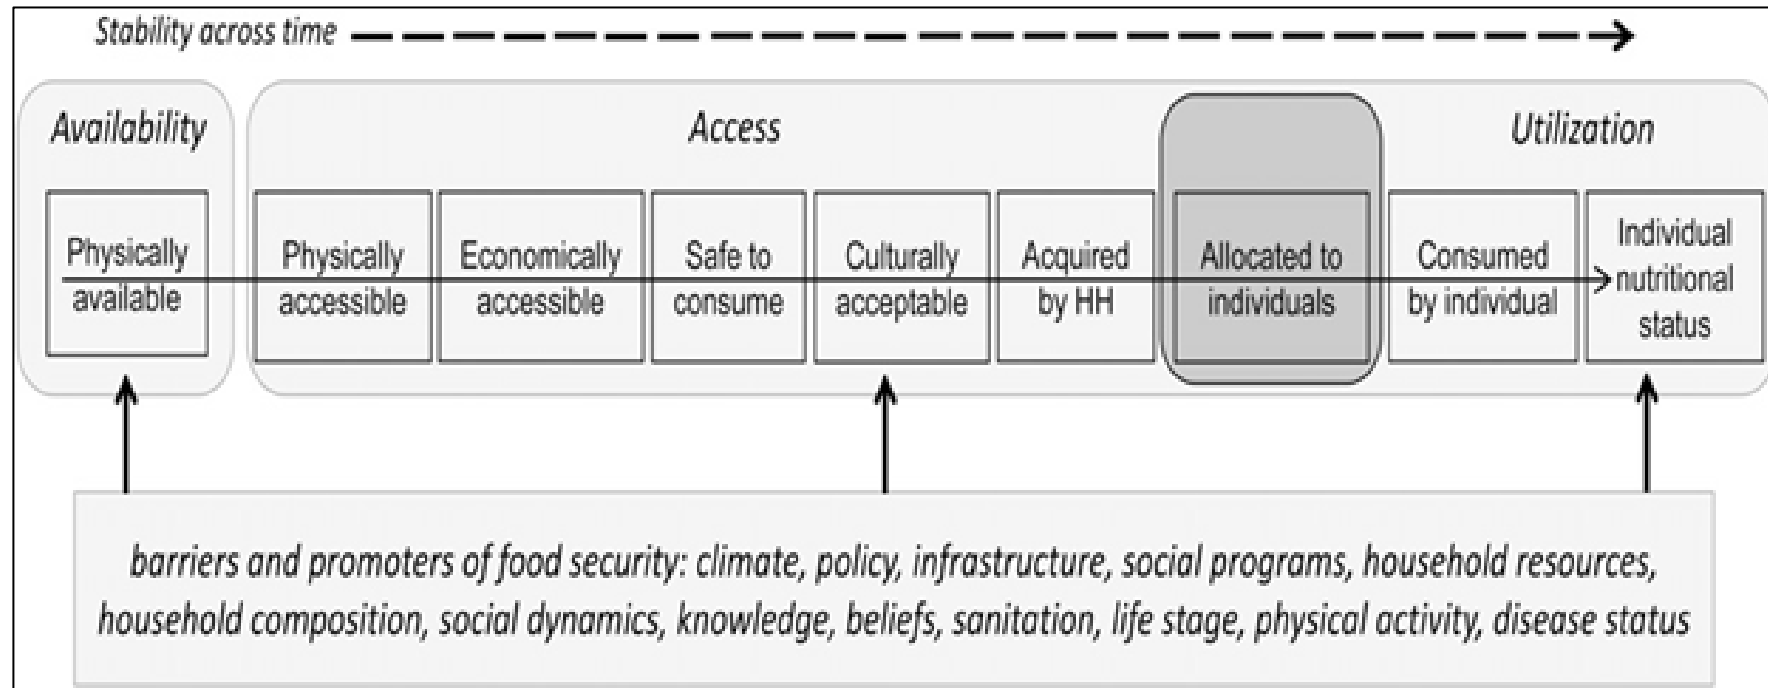 Stability across time
Availability
Access
Utilization
Physically
available
Physically
accessible
Economically
accessible
Safe to
consume
Culturally
acceptable
Acquired
by HH
Allocated to
individuals
Consumed
by individual
Individual
nutritional
status
barriers and promoters of food security: climate, policy, infrastructure, social programs, household resources,
household composition, social dynamics, knowledge, beliefs, sanitation, life stage, physical activity, disease status